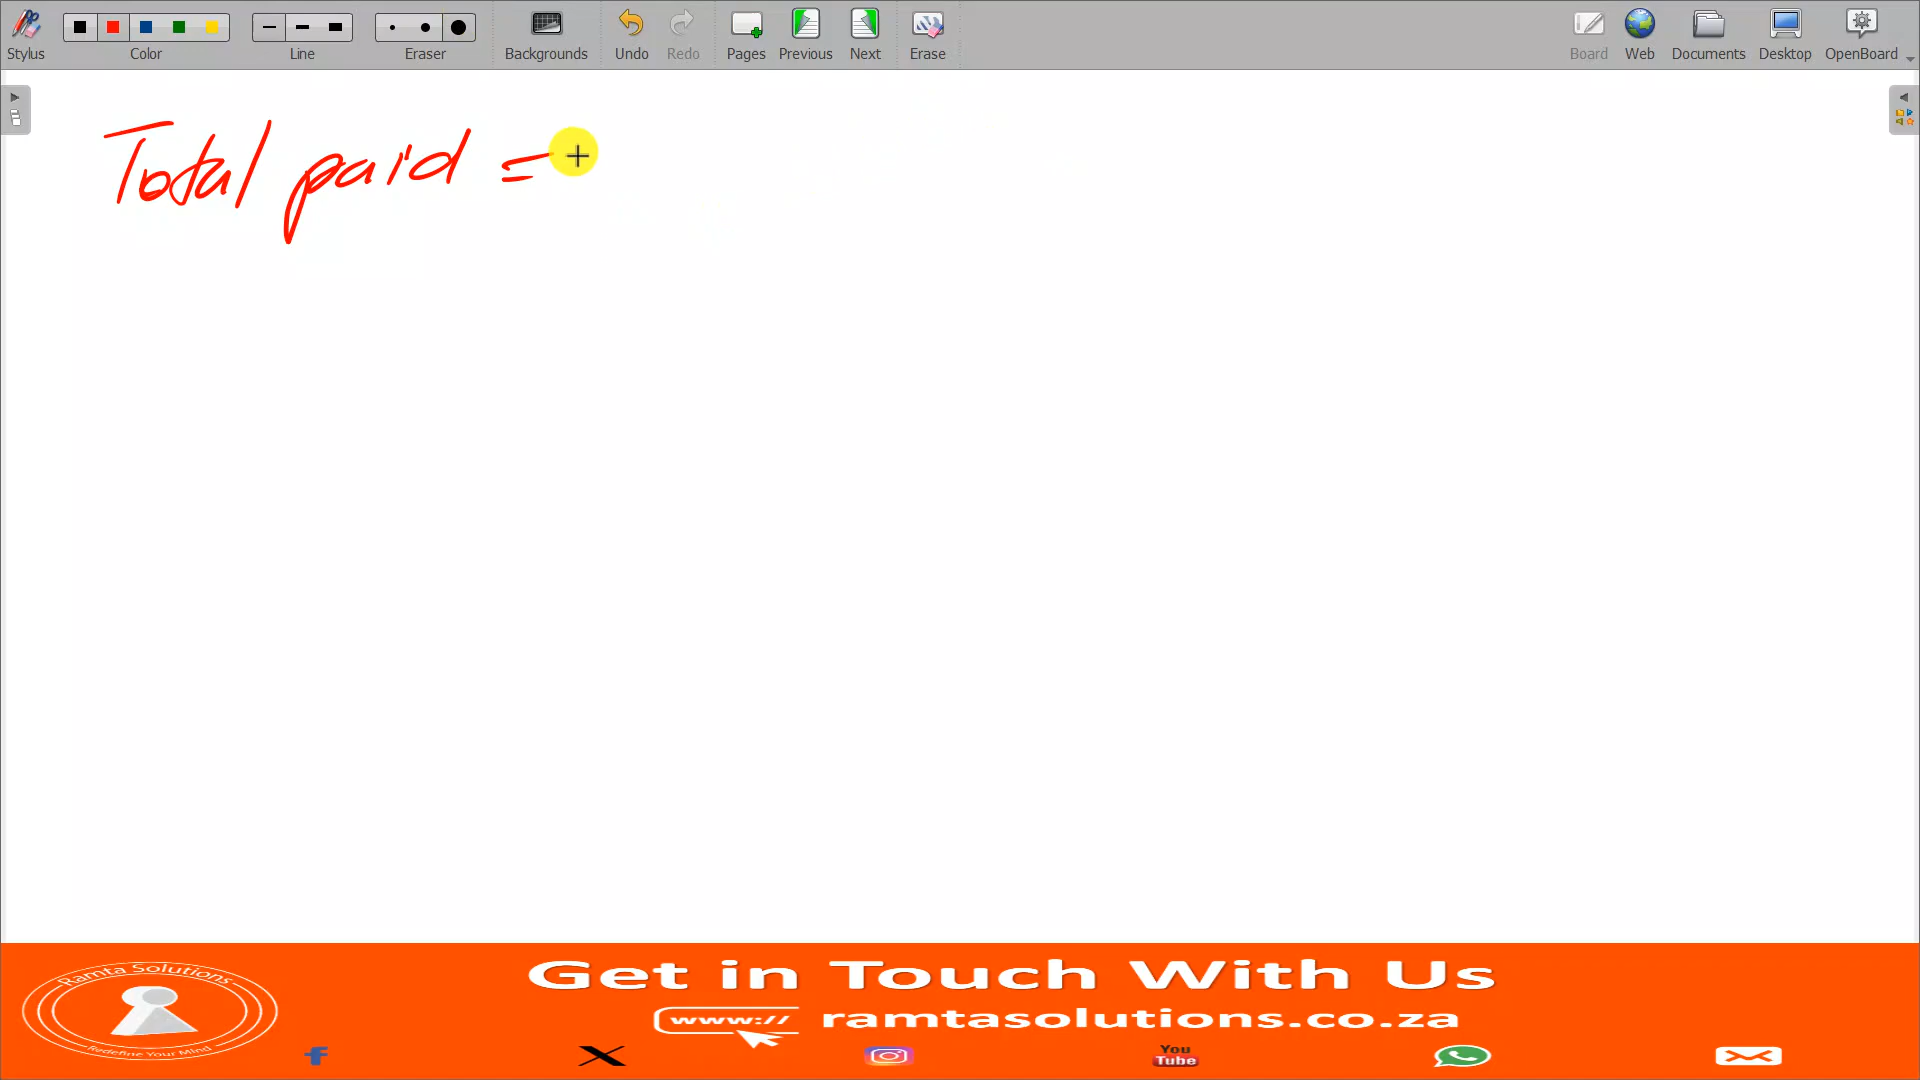 Stylus Color Line Eraser Backgrounds Undo Redo Pages Previous Next Erase Board Web Documents Desktop OpenBoard
Total paid =
Ramta Solutions
Redefine Your Mind
Get in Touch With Us
www:// ramtasolutions.co.za
You
Tube